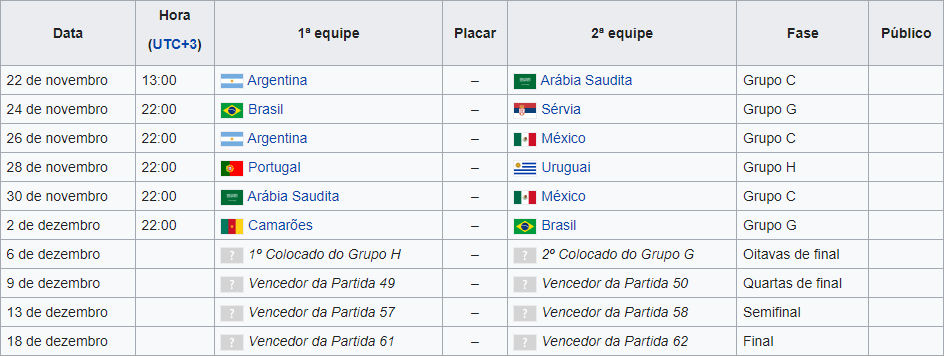 Data Hora (UTC+3) 1ª equipe Placar 2ª equipe Fase Público
22 de novembro 13:00 Argentina – Arábia Saudita Grupo C
24 de novembro 22:00 Brasil – Sérvia Grupo G
26 de novembro 22:00 Argentina – México Grupo C
28 de novembro 22:00 Portugal – Uruguai Grupo H
30 de novembro 22:00 Arábia Saudita – México Grupo C
2 de dezembro 22:00 Camarões – Brasil Grupo G
6 de dezembro ? 1º Colocado do Grupo H – ? 2º Colocado do Grupo G Oitavas de final
9 de dezembro ? Vencedor da Partida 49 – ? Vencedor da Partida 50 Quartas de final
13 de dezembro ? Vencedor da Partida 57 – ? Vencedor da Partida 58 Semifinal
18 de dezembro ? Vencedor da Partida 61 – ? Vencedor da Partida 62 Final